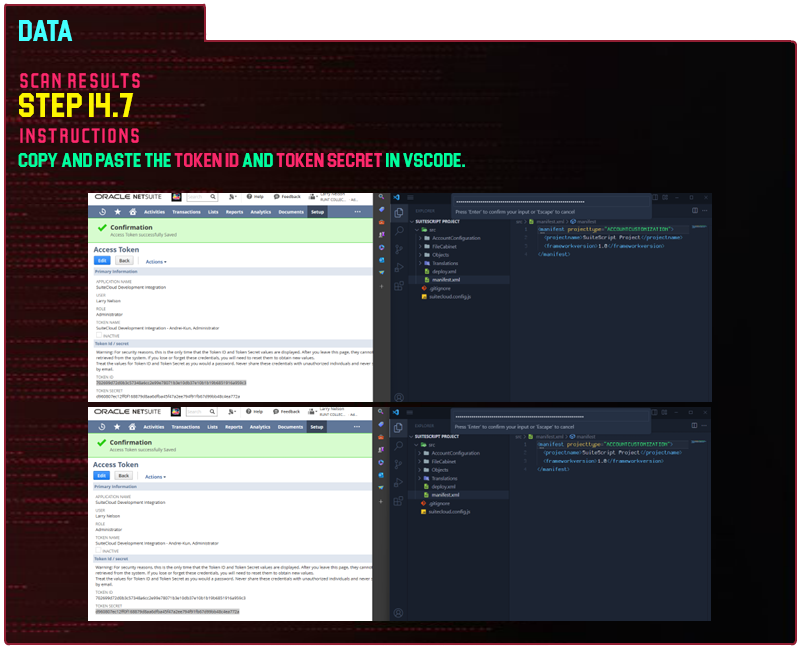 DATA
SCAN RESULTS
STEP 14.7
INSTRUCTIONS
COPY AND PASTE THE TOKEN ID AND TOKEN SECRET IN VSCODE.
ORACLE NETSUITE Search Help Feedback Larry Nelson
Activities Transactions Lists Reports Analytics Documents Setup
Confirmation
Access Token successfully Saved
Access Token
Edit Back Actions
Primary Information
APPLICATION NAME
SuiteCloud Development Integration
USER
Larry Nelson
ROLE
Administrator
TOKEN NAME
SuiteCloud Development Integration - Andrei-Kun, Administrator
INACTIVE
Token Id / secret
Warning: For security reasons, this is the only time that the Token ID and Token Secret values are displayed. After you leave this page, they cannot
retrieved from the system. If you lose or forget these credentials, you will need to reset them to obtain new values.
Treat the values for Token ID and Token Secret as you would a password. Never share these credentials with unauthorized individuals and never
by email.
TOKEN ID
TOKEN SECRET
Press 'Enter' to confirm your input or 'Escape' to cancel
EXPLORER
SUITESCRIPT PROJECT
src
AccountConfiguration
FileCabinet
Objects
Translations
deploy.xml
manifest.xml
.gitignore
suitecloud.config.js
src > manifest.xml > manifest
1 <manifest projecttype="ACCOUNTCUSTOMIZATION">
2 <projectname>SuiteScript Project</projectname>
3 <frameworkversion>1.0</frameworkversion>
4 </manifest>
ORACLE NETSUITE Search Help Feedback Larry Nelson
Activities Transactions Lists Reports Analytics Documents Setup
Confirmation
Access Token successfully Saved
Access Token
Edit Back Actions
Primary Information
APPLICATION NAME
SuiteCloud Development Integration
USER
Larry Nelson
ROLE
Administrator
TOKEN NAME
SuiteCloud Development Integration - Andrei-Kun, Administrator
INACTIVE
Token Id / secret
Warning: For security reasons, this is the only time that the Token ID and Token Secret values are displayed. After you leave this page, they cannot
retrieved from the system. If you lose or forget these credentials, you will need to reset them to obtain new values.
Treat the values for Token ID and Token Secret as you would a password. Never share these credentials with unauthorized individuals and never
by email.
TOKEN ID
TOKEN SECRET
Press 'Enter' to confirm your input or 'Escape' to cancel
EXPLORER
SUITESCRIPT PROJECT
src
AccountConfiguration
FileCabinet
Objects
Translations
deploy.xml
manifest.xml
.gitignore
suitecloud.config.js
src > manifest.xml > manifest
1 <manifest projecttype="ACCOUNTCUSTOMIZATION">
2 <projectname>SuiteScript Project</projectname>
3 <frameworkversion>1.0</frameworkversion>
4 </manifest>